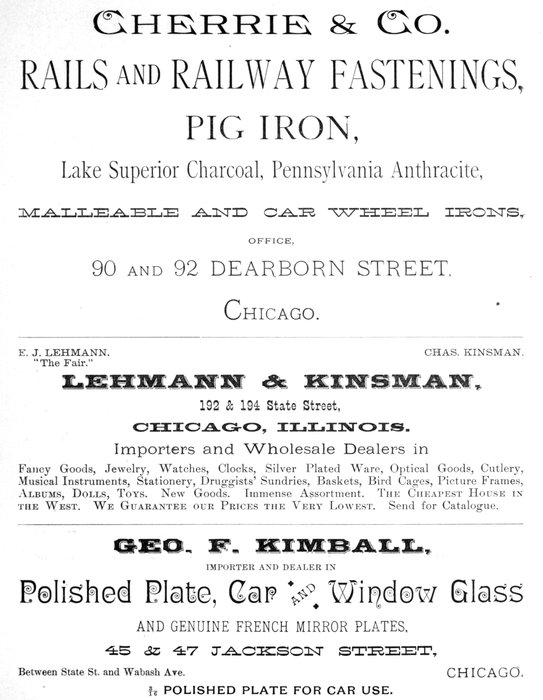 CHERRIE & CO.
RAILS AND RAILWAY FASTENINGS,
PIG IRON,
Lake Superior Charcoal, Pennsylvania Anthracite,
MALLEABLE AND CAR WHEEL IRONS,
OFFICE,
90 AND 92 DEARBORN STREET.
CHICAGO.
E. J. LEHMANN. CHAS. KINSMAN.
"The Fair."
LEHMANN & KINSMAN,
192 & 194 State Street,
CHICAGO, ILLINOIS.
Importers and Wholesale Dealers in
Fancy Goods, Jewelry, Watches, Clocks, Silver Plated Ware, Optical Goods, Cutlery,
Musical Instruments, Stationery, Druggists' Sundries, Baskets, Bird Cages, Picture Frames,
ALBUMS, DOLLS, TOYS. New Goods. Immense Assortment. THE CHEAPEST HOUSE IN
THE WEST. WE GUARANTEE OUR PRICES THE VERY LOWEST. Send for Catalogue.
GEO. F. KIMBALL,
IMPORTER AND DEALER IN
Polished Plate, Car AND Window Glass
AND GENUINE FRENCH MIRROR PLATES,
45 & 47 JACKSON STREET,
Between State St. and Wabash Ave. CHICAGO.
3/16 POLISHED PLATE FOR CAR USE.